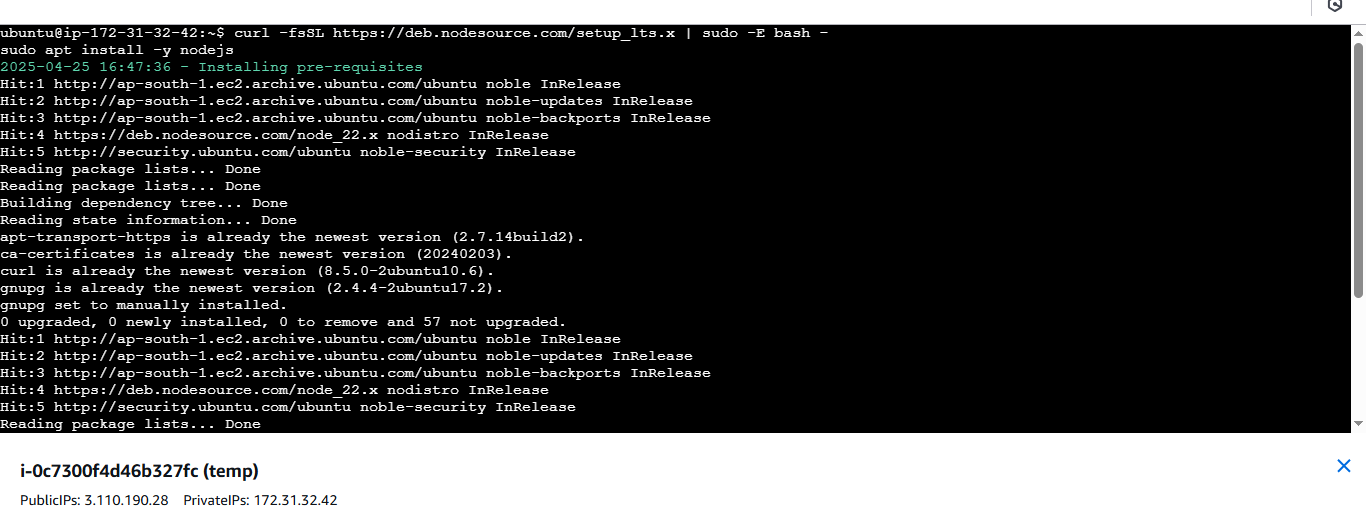 ubuntu@ip-172-31-32-42:~$ curl -fsSL https://deb.nodesource.com/setup_lts.x | sudo -E bash -
sudo apt install -y nodejs
2025-04-25 16:47:36 - Installing pre-requisites
Hit:1 http://ap-south-1.ec2.archive.ubuntu.com/ubuntu noble InRelease
Hit:2 http://ap-south-1.ec2.archive.ubuntu.com/ubuntu noble-updates InRelease
Hit:3 http://ap-south-1.ec2.archive.ubuntu.com/ubuntu noble-backports InRelease
Hit:4 https://deb.nodesource.com/node_22.x nodistro InRelease
Hit:5 http://security.ubuntu.com/ubuntu noble-security InRelease
Reading package lists... Done
Reading package lists... Done
Building dependency tree... Done
Reading state information... Done
apt-transport-https is already the newest version (2.7.14build2).
ca-certificates is already the newest version (20240203).
curl is already the newest version (8.5.0-2ubuntu10.6).
gnupg is already the newest version (2.4.4-2ubuntu17.2).
gnupg set to manually installed.
0 upgraded, 0 newly installed, 0 to remove and 57 not upgraded.
Hit:1 http://ap-south-1.ec2.archive.ubuntu.com/ubuntu noble InRelease
Hit:2 http://ap-south-1.ec2.archive.ubuntu.com/ubuntu noble-updates InRelease
Hit:3 http://ap-south-1.ec2.archive.ubuntu.com/ubuntu noble-backports InRelease
Hit:4 https://deb.nodesource.com/node_22.x nodistro InRelease
Hit:5 http://security.ubuntu.com/ubuntu noble-security InRelease
Reading package lists... Done
i-0c7300f4d46b327fc (temp)
PublicIPs: 3.110.190.28 PrivateIPs: 172.31.32.42